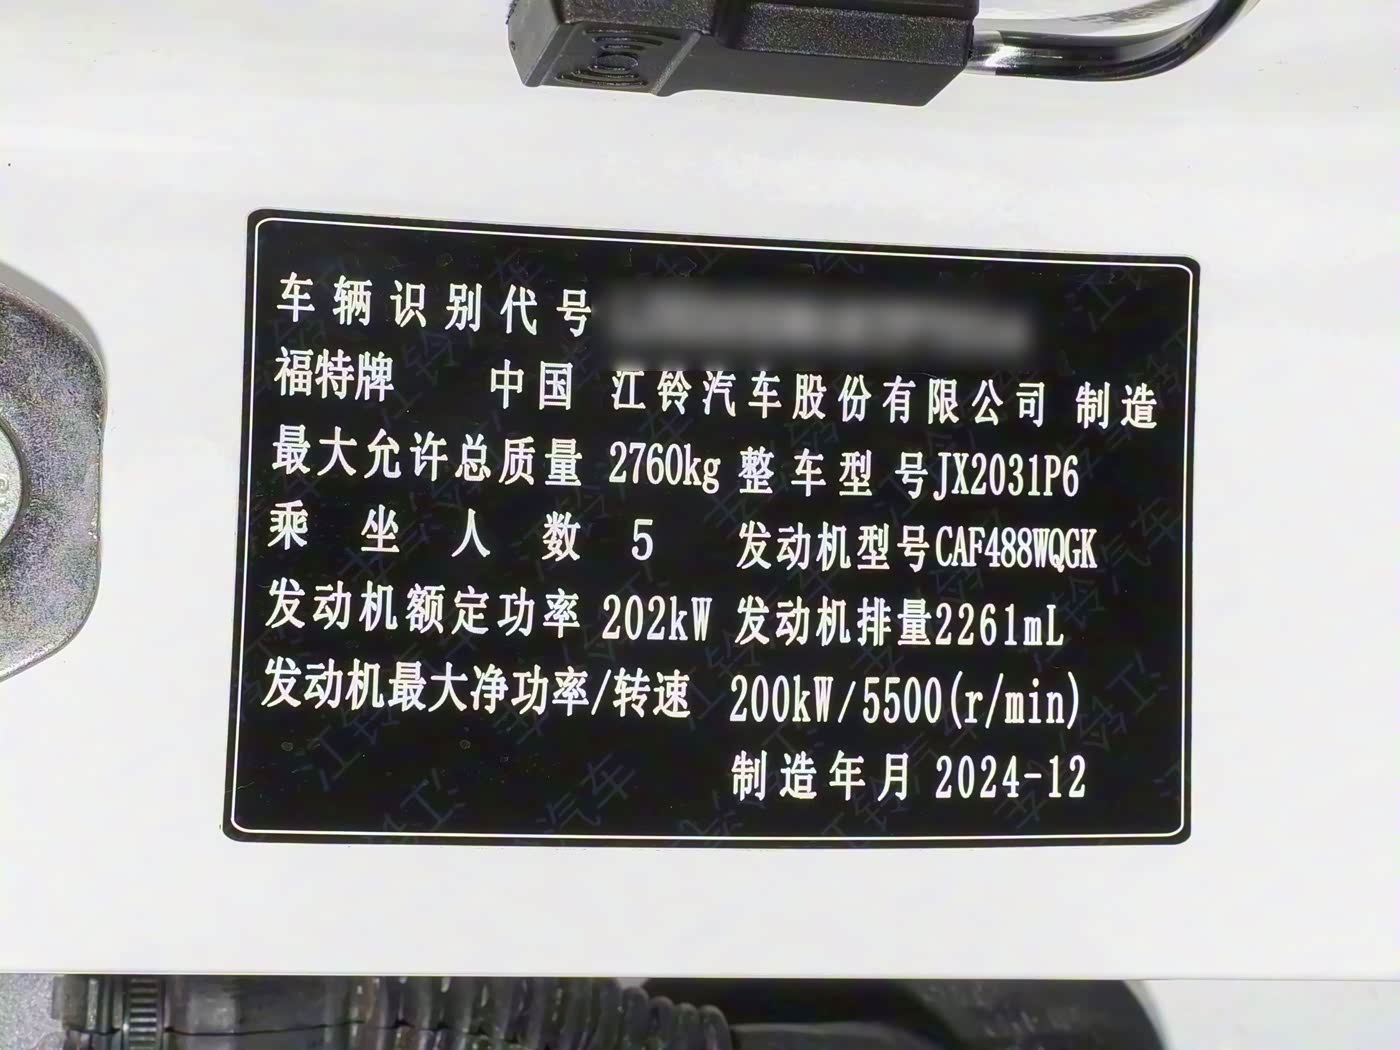 车辆识别代号
福特牌 中国 江铃汽车股份有限公司 制造
最大允许总质量 2760kg 整车型号JX2031P6
乘坐人数 5 发动机型号CAF488WQGK
发动机额定功率 202kW 发动机排量2261mL
发动机最大净功率/转速 200kW/5500(r/min)
制造年月 2024-12